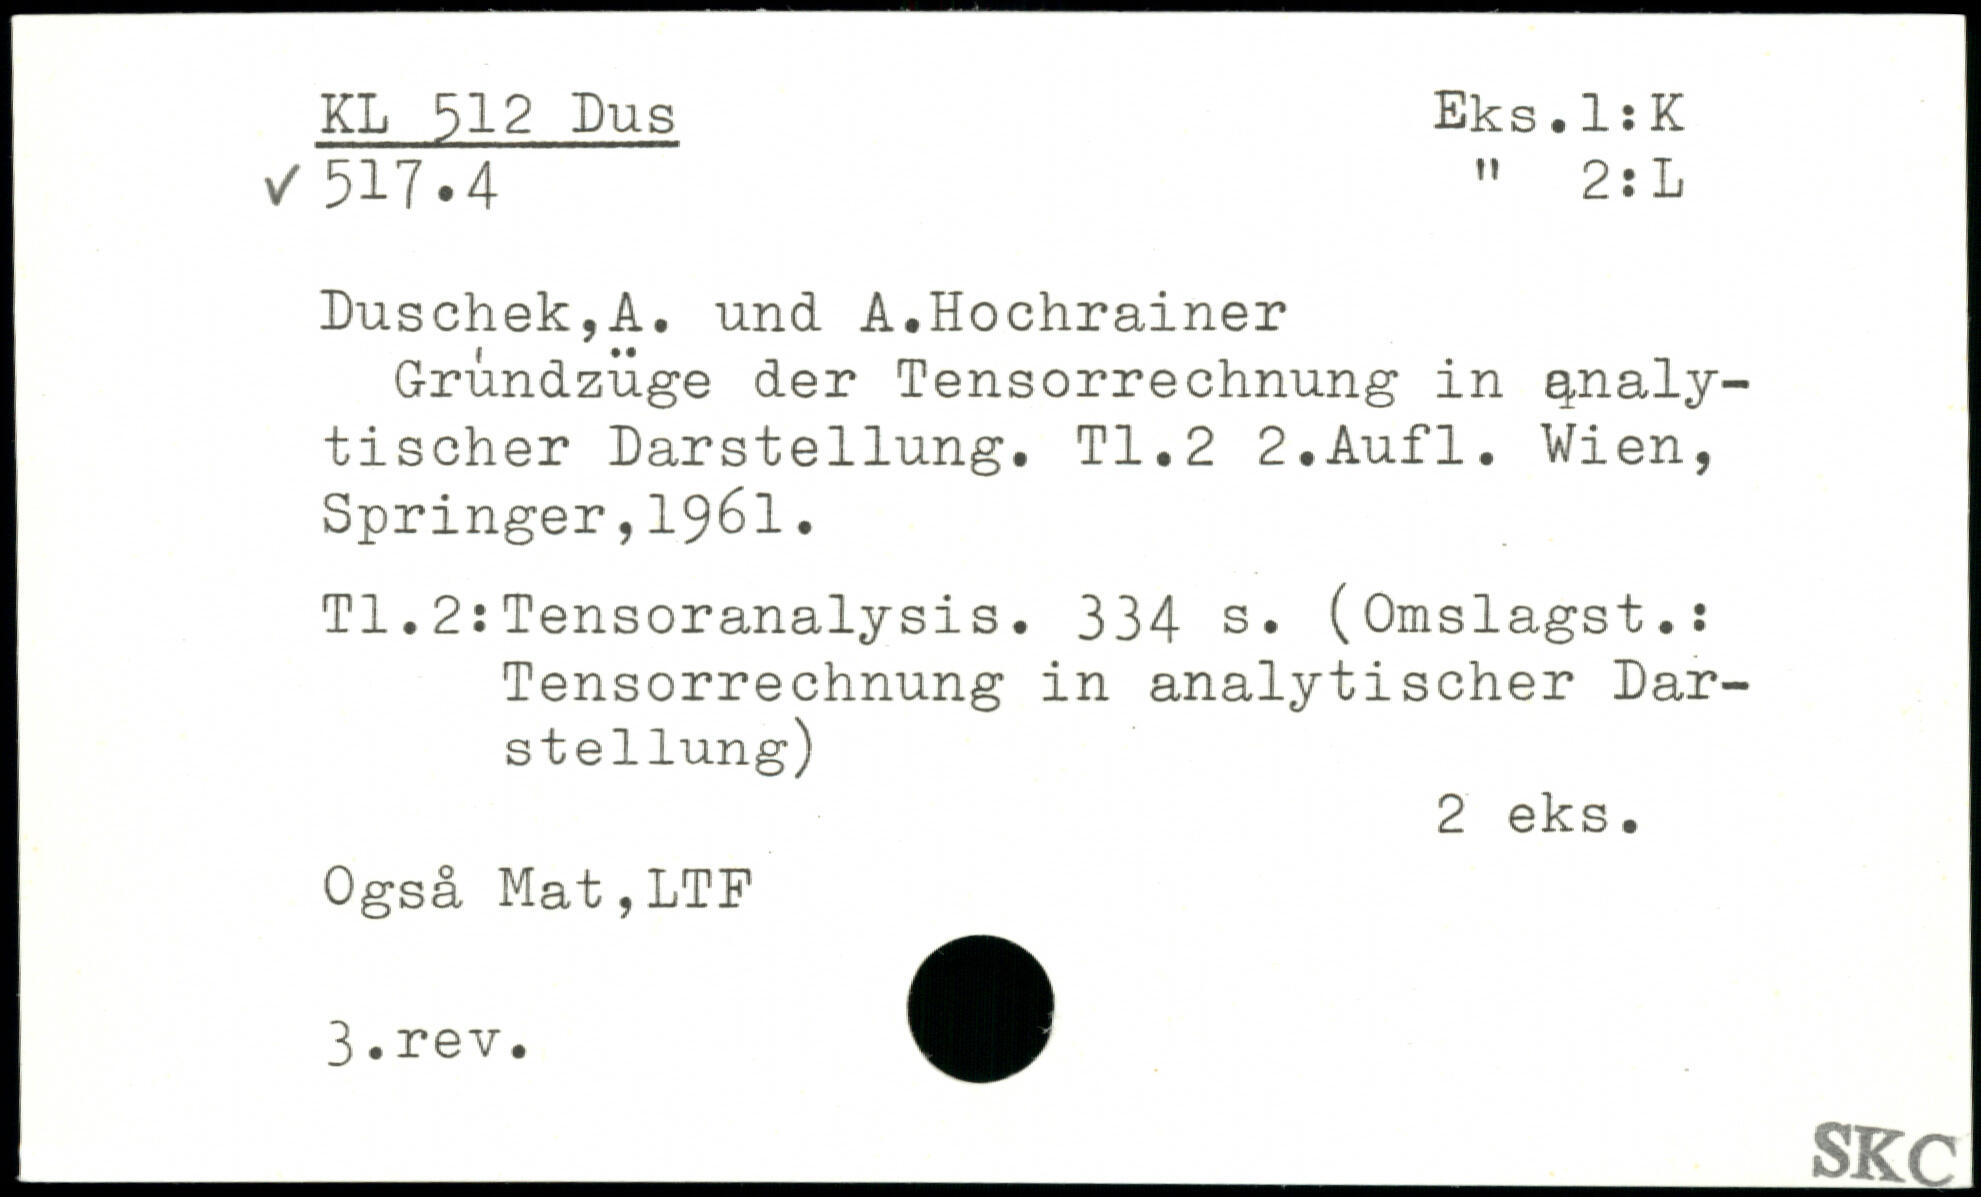 KL 512 Dus
Eks.1:K
✓ 517.4
" 2:L
Duschek,A. und A.Hochrainer
Grundzüge der Tensorrechnung in analy-
tischer Darstellung. Tl.2 2.Aufl. Wien,
Springer,1961.
Tl.2:Tensoranalysis. 334 s. (Omslagst.:
Tensorrechnung in analytischer Dar-
stellung)
2 eks.
Også Mat,LTF
3.rev.
SKC